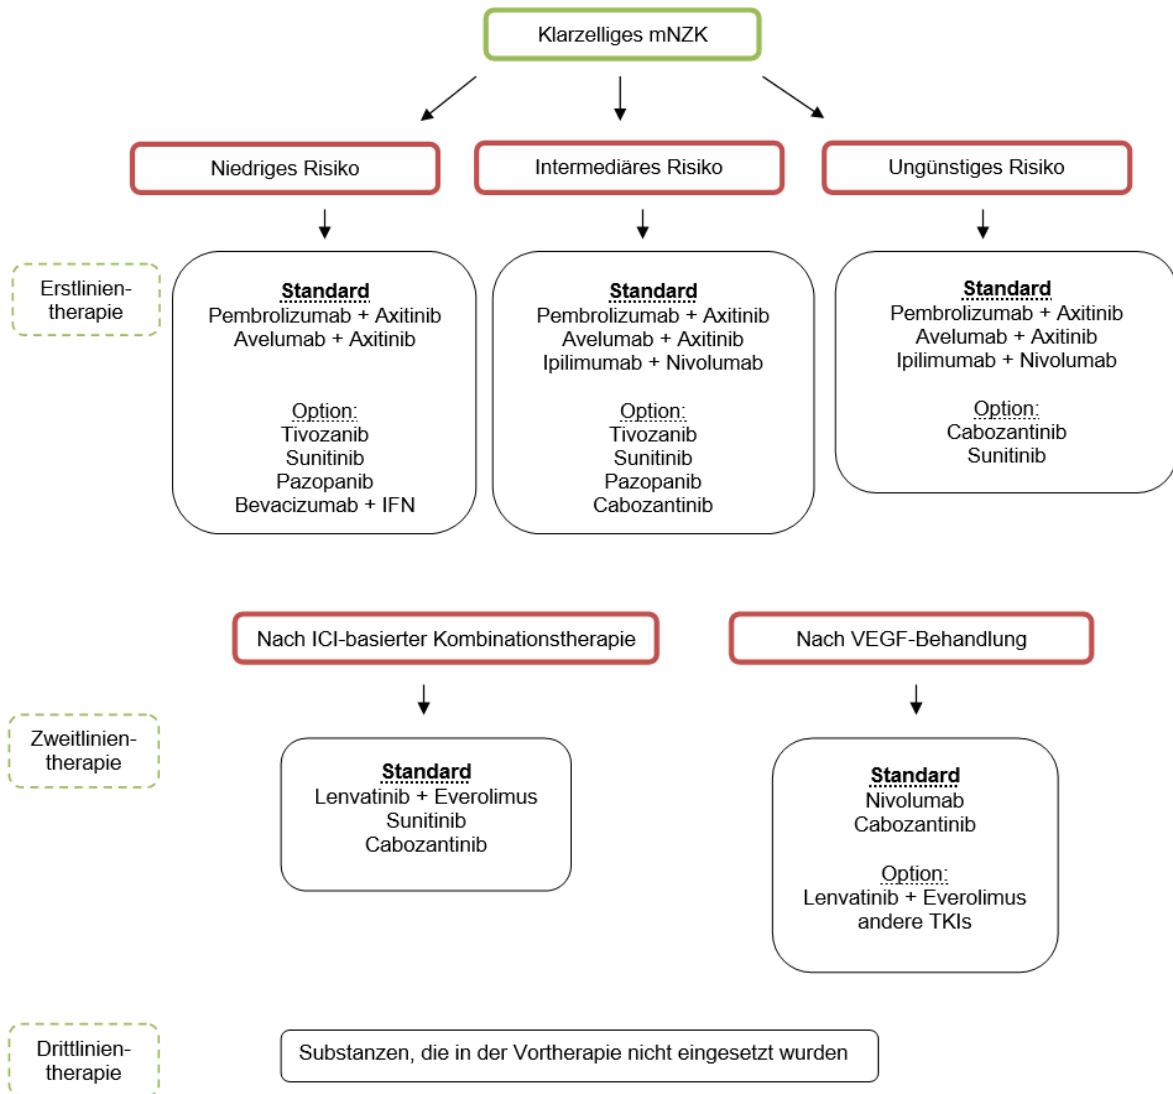 Klarzelliges mNZK
Niedriges Risiko
Intermediäres Risiko
Ungünstiges Risiko
Erstlinien-
therapie
Standard
Pembrolizumab + Axitinib
Avelumab + Axitinib
Option:
Tivozanib
Sunitinib
Pazopanib
Bevacizumab + IFN
Standard
Pembrolizumab + Axitinib
Avelumab + Axitinib
Ipilimumab + Nivolumab
Option:
Tivozanib
Sunitinib
Pazopanib
Cabozantinib
Standard
Pembrolizumab + Axitinib
Avelumab + Axitinib
Ipilimumab + Nivolumab
Option:
Cabozantinib
Sunitinib
Nach ICI-basierter Kombinationstherapie
Nach VEGF-Behandlung
Zweitlinien-
therapie
Standard
Lenvatinib + Everolimus
Sunitinib
Cabozantinib
Standard
Nivolumab
Cabozantinib
Option:
Lenvatinib + Everolimus
andere TKIs
Drittlinien-
therapie
Substanzen, die in der Vortherapie nicht eingesetzt wurden